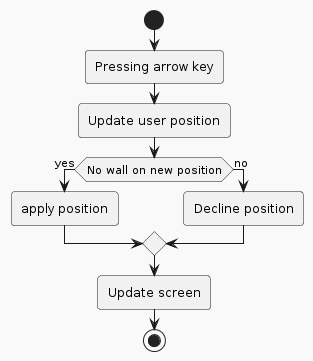 Pressing arrow key
Update user position
yes
No wall on new position
no
apply position
Decline position
Update screen